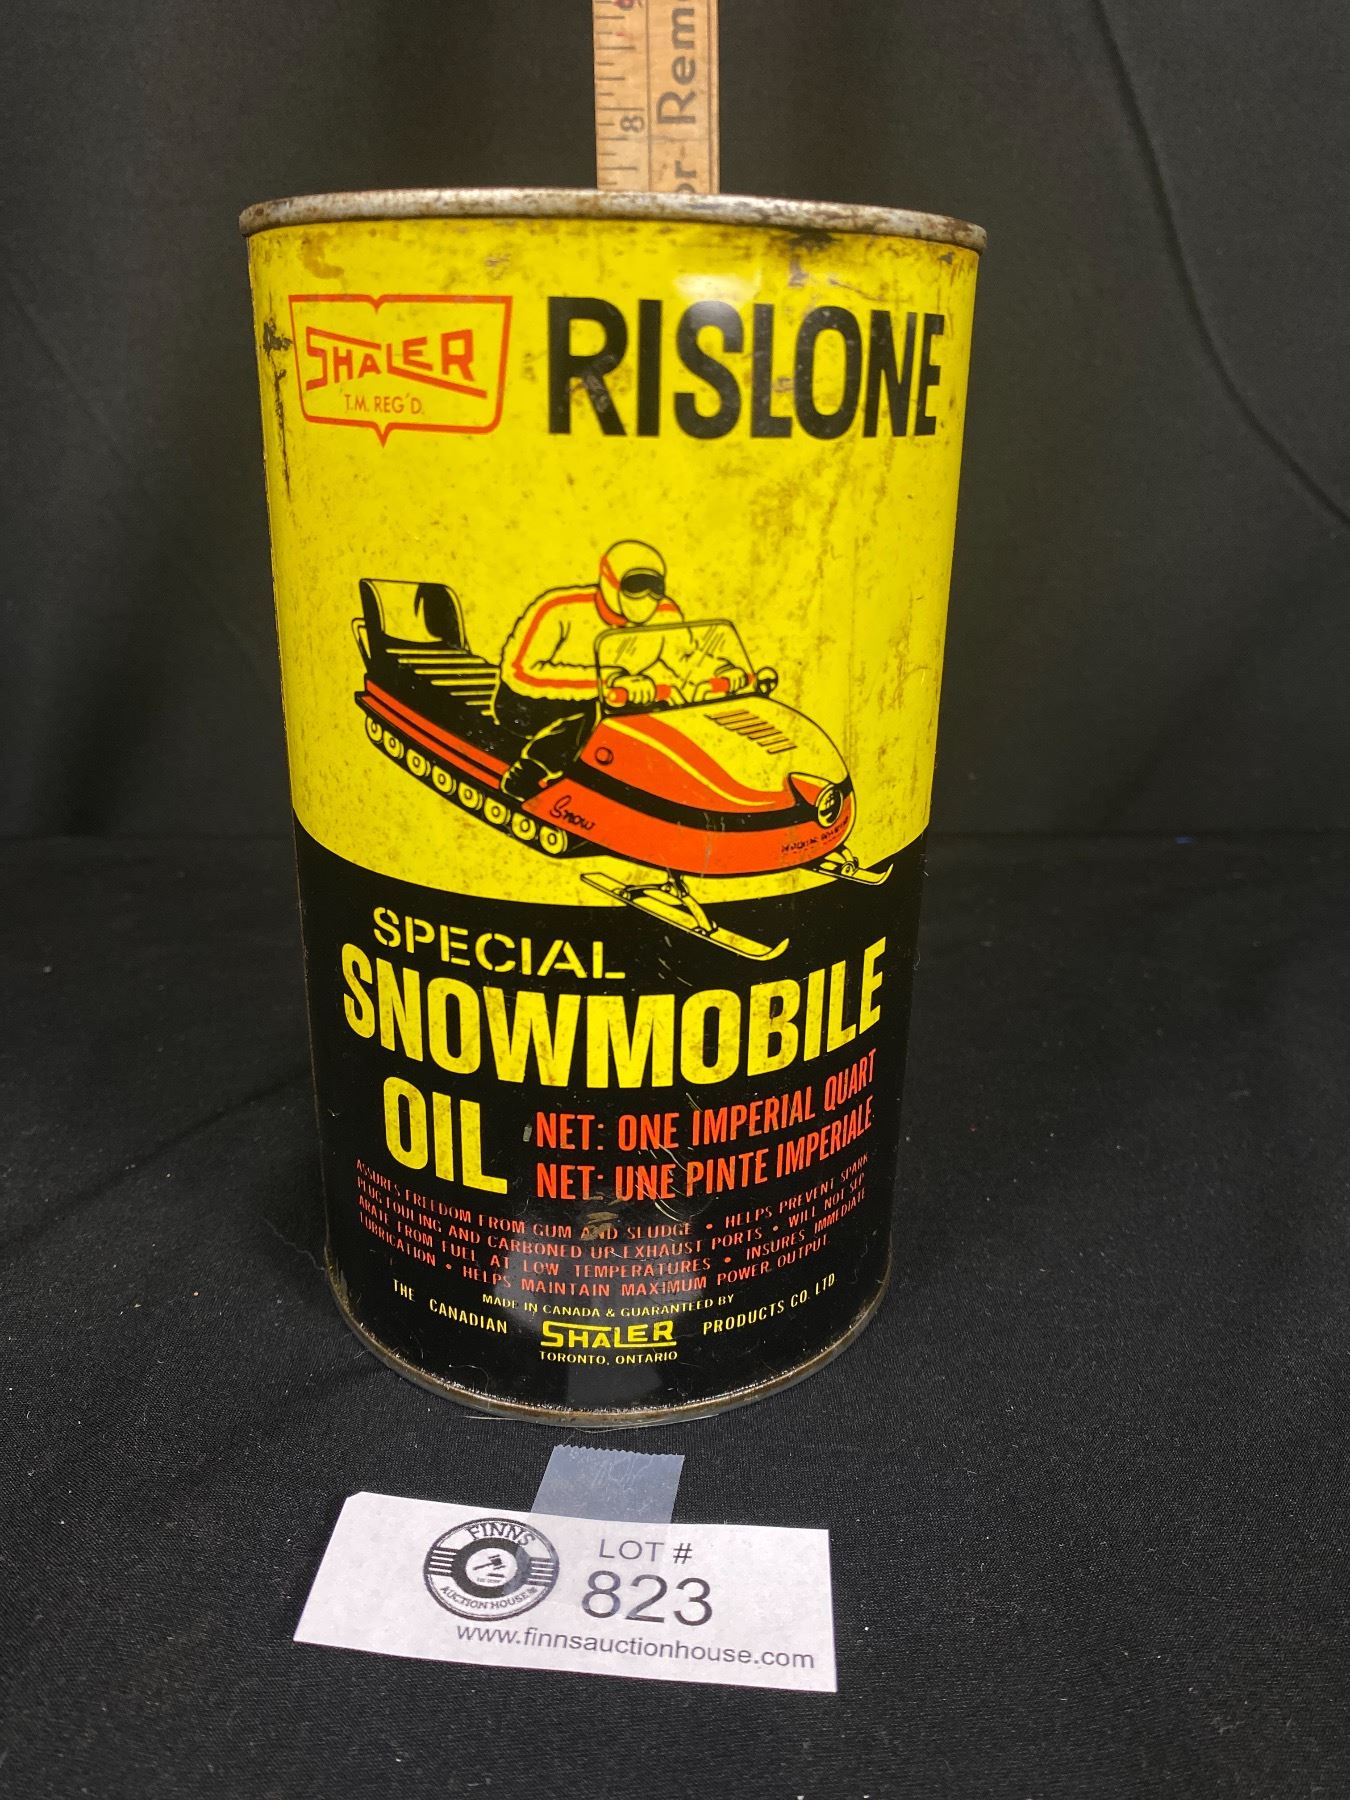 8
or Rem
SHALER
T.M. REG'D.
RISLONE
Snow
SPECIAL
SNOWMOBILE
OIL
NET: ONE IMPERIAL QUART
NET: UNE PINTE IMPERIALE
ASSURES FREEDOM FROM GUM AND SLUDGE • HELPS PREVENT SPARK
PLUG FOULING AND CARBONED UP EXHAUST PORTS • WILL NOT SEP-
ARATE FROM FUEL AT LOW TEMPERATURES • INSURES IMMEDIATE
LUBRICATION • HELPS MAINTAIN MAXIMUM POWER OUTPUT.
MADE IN CANADA & GUARANTEED BY
THE CANADIAN SHALER PRODUCTS CO. LTD.
TORONTO, ONTARIO
FINNS
AUCTION HOUSE
LOT #
823
www.finnsauctionhouse.com